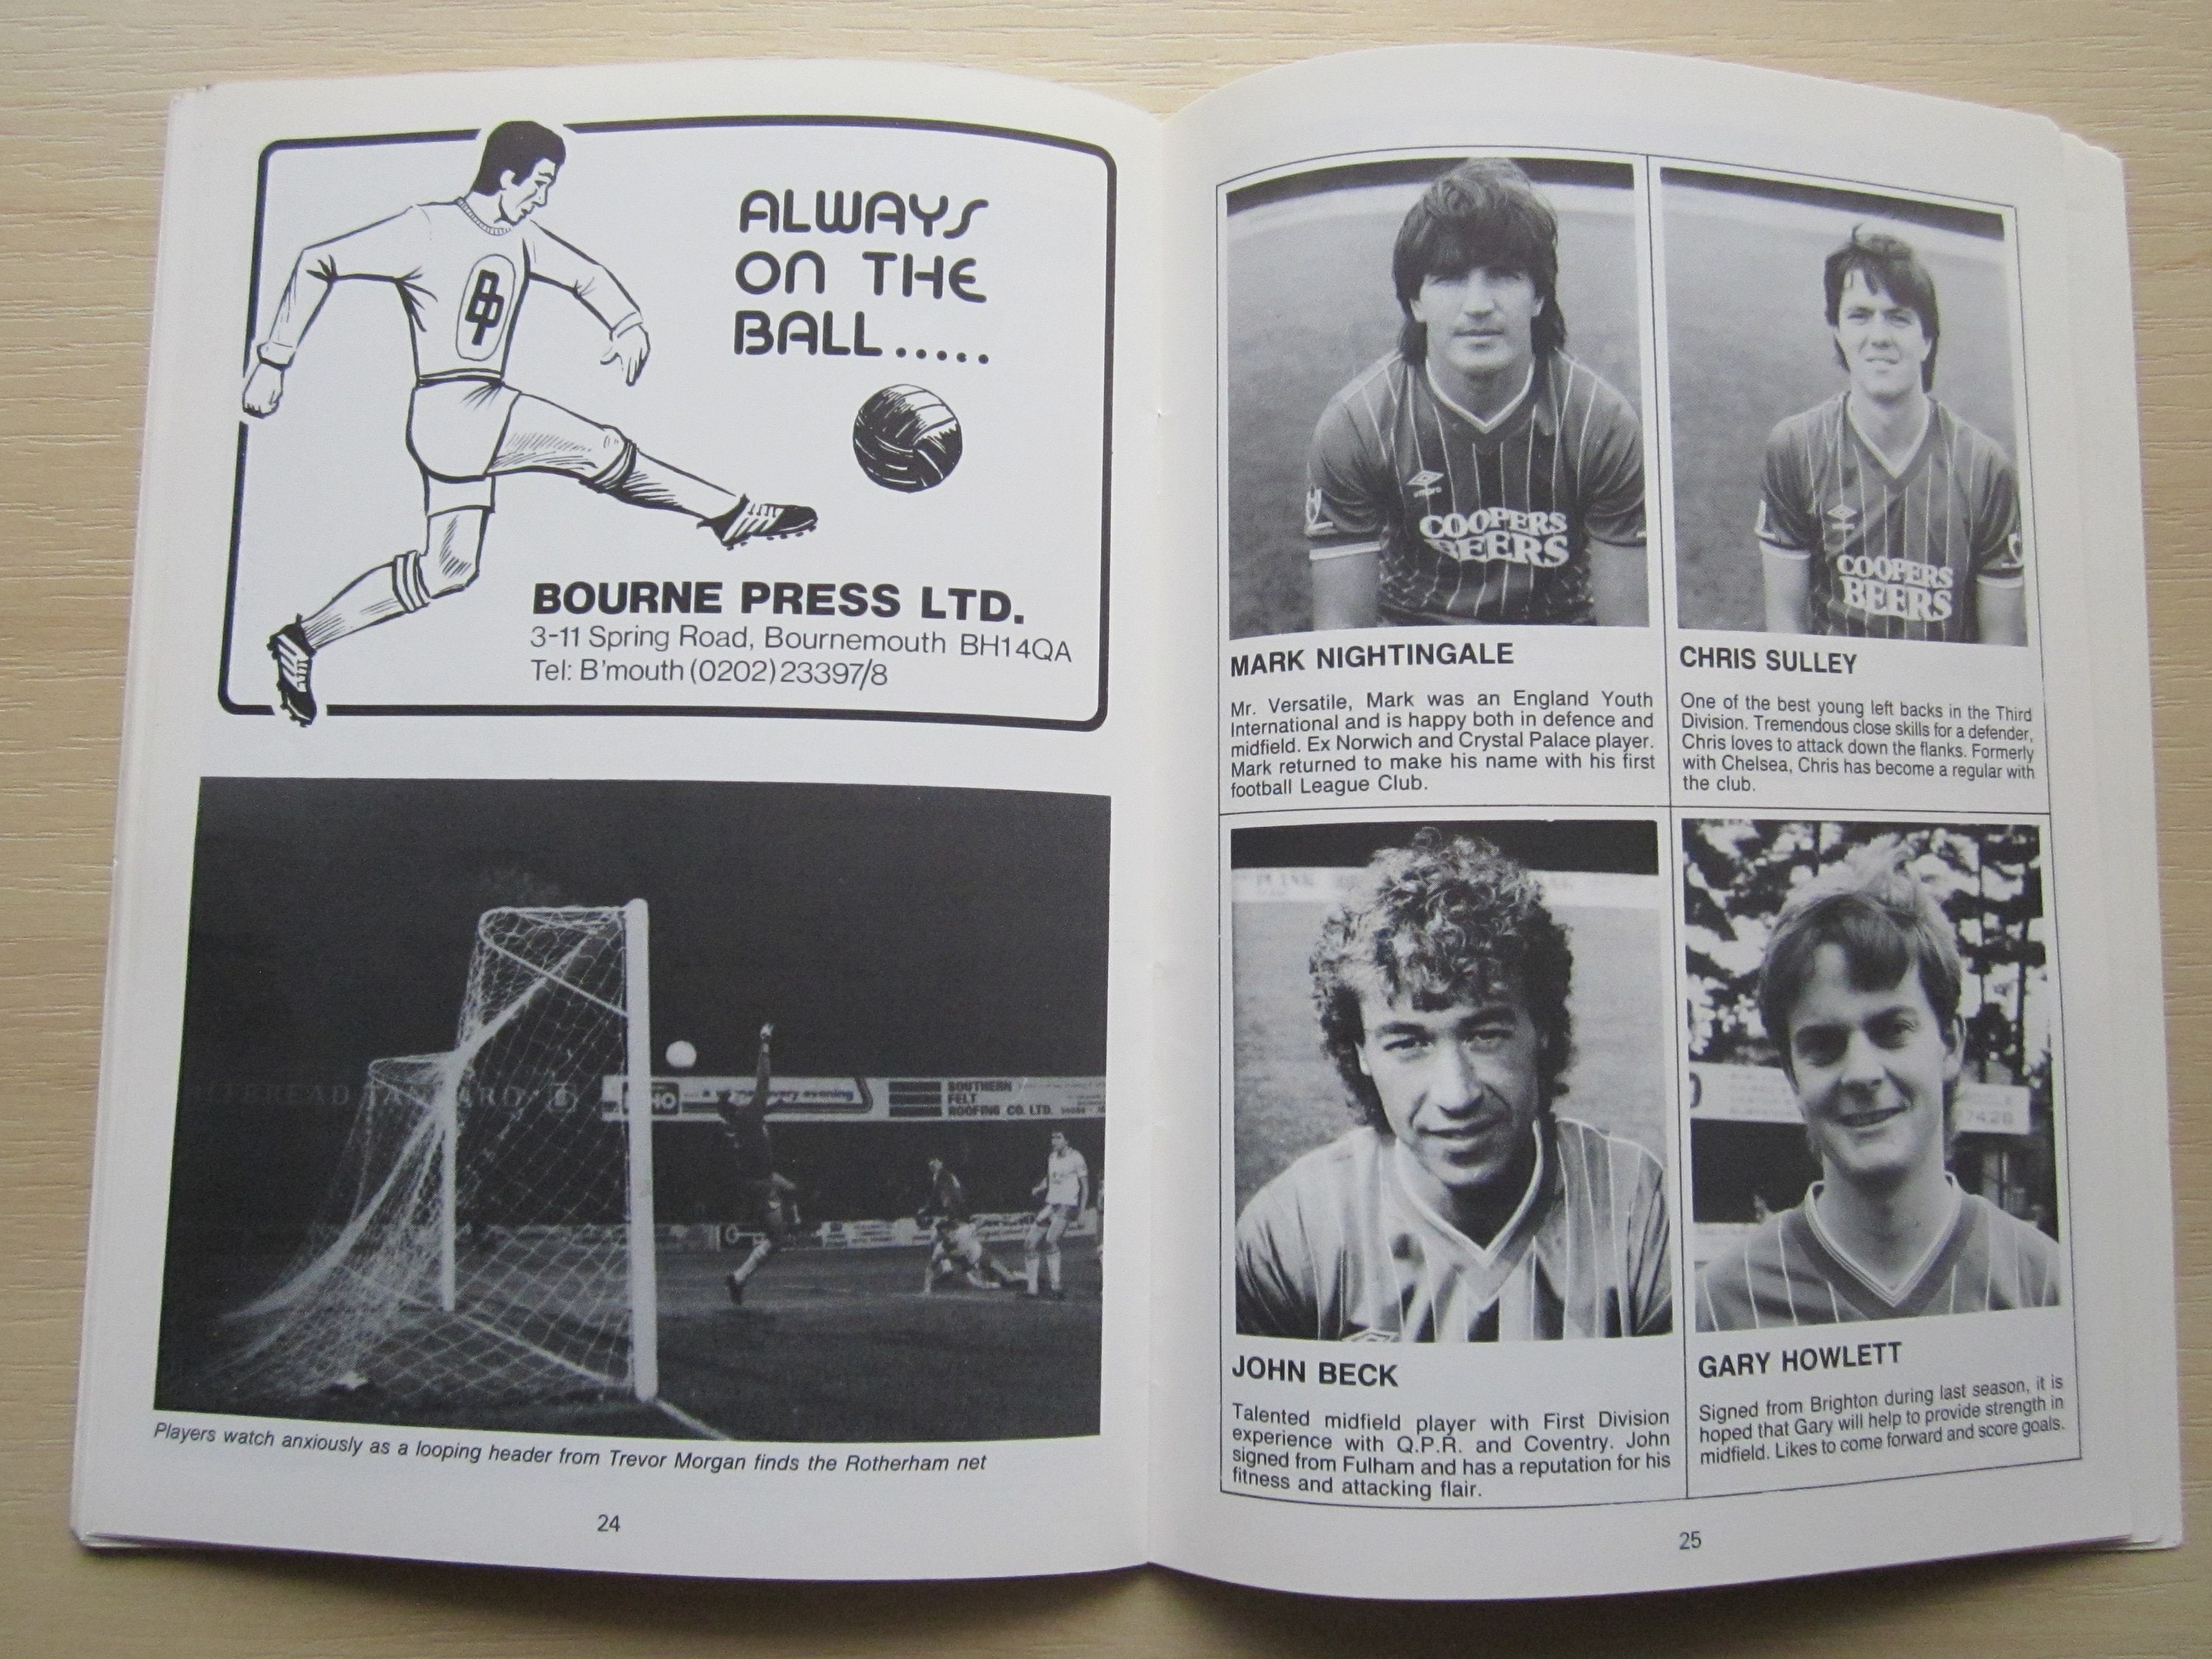 ALWAYS
ON THE
BALL.....
BP
BOURNE PRESS LTD.
3-11 Spring Road, Bournemouth BH14QA
Tel: B'mouth (0202) 23397/8
SOUTHERN
FELT
ROOFING CO. LTD.
evening
Players watch anxiously as a looping header from Trevor Morgan finds the Rotherham net
24
umbro
COOPERS
BEERS
MARK NIGHTINGALE
Mr. Versatile, Mark was an England Youth
International and is happy both in defence and
midfield. Ex Norwich and Crystal Palace player.
Mark returned to make his name with his first
football League Club.
COOPERS
BEERS
CHRIS SULLEY
One of the best young left backs in the Third
Division. Tremendous close skills for a defender,
Chris loves to attack down the flanks. Formerly
with Chelsea, Chris has become a regular with
the club.
JOHN BECK
Talented midfield player with First Division
experience with Q.P.R. and Coventry. John
signed from Fulham and has a reputation for his
fitness and attacking flair.
GARY HOWLETT
Signed from Brighton during last season, it is
hoped that Gary will help to provide strength in
midfield. Likes to come forward and score goals.
25